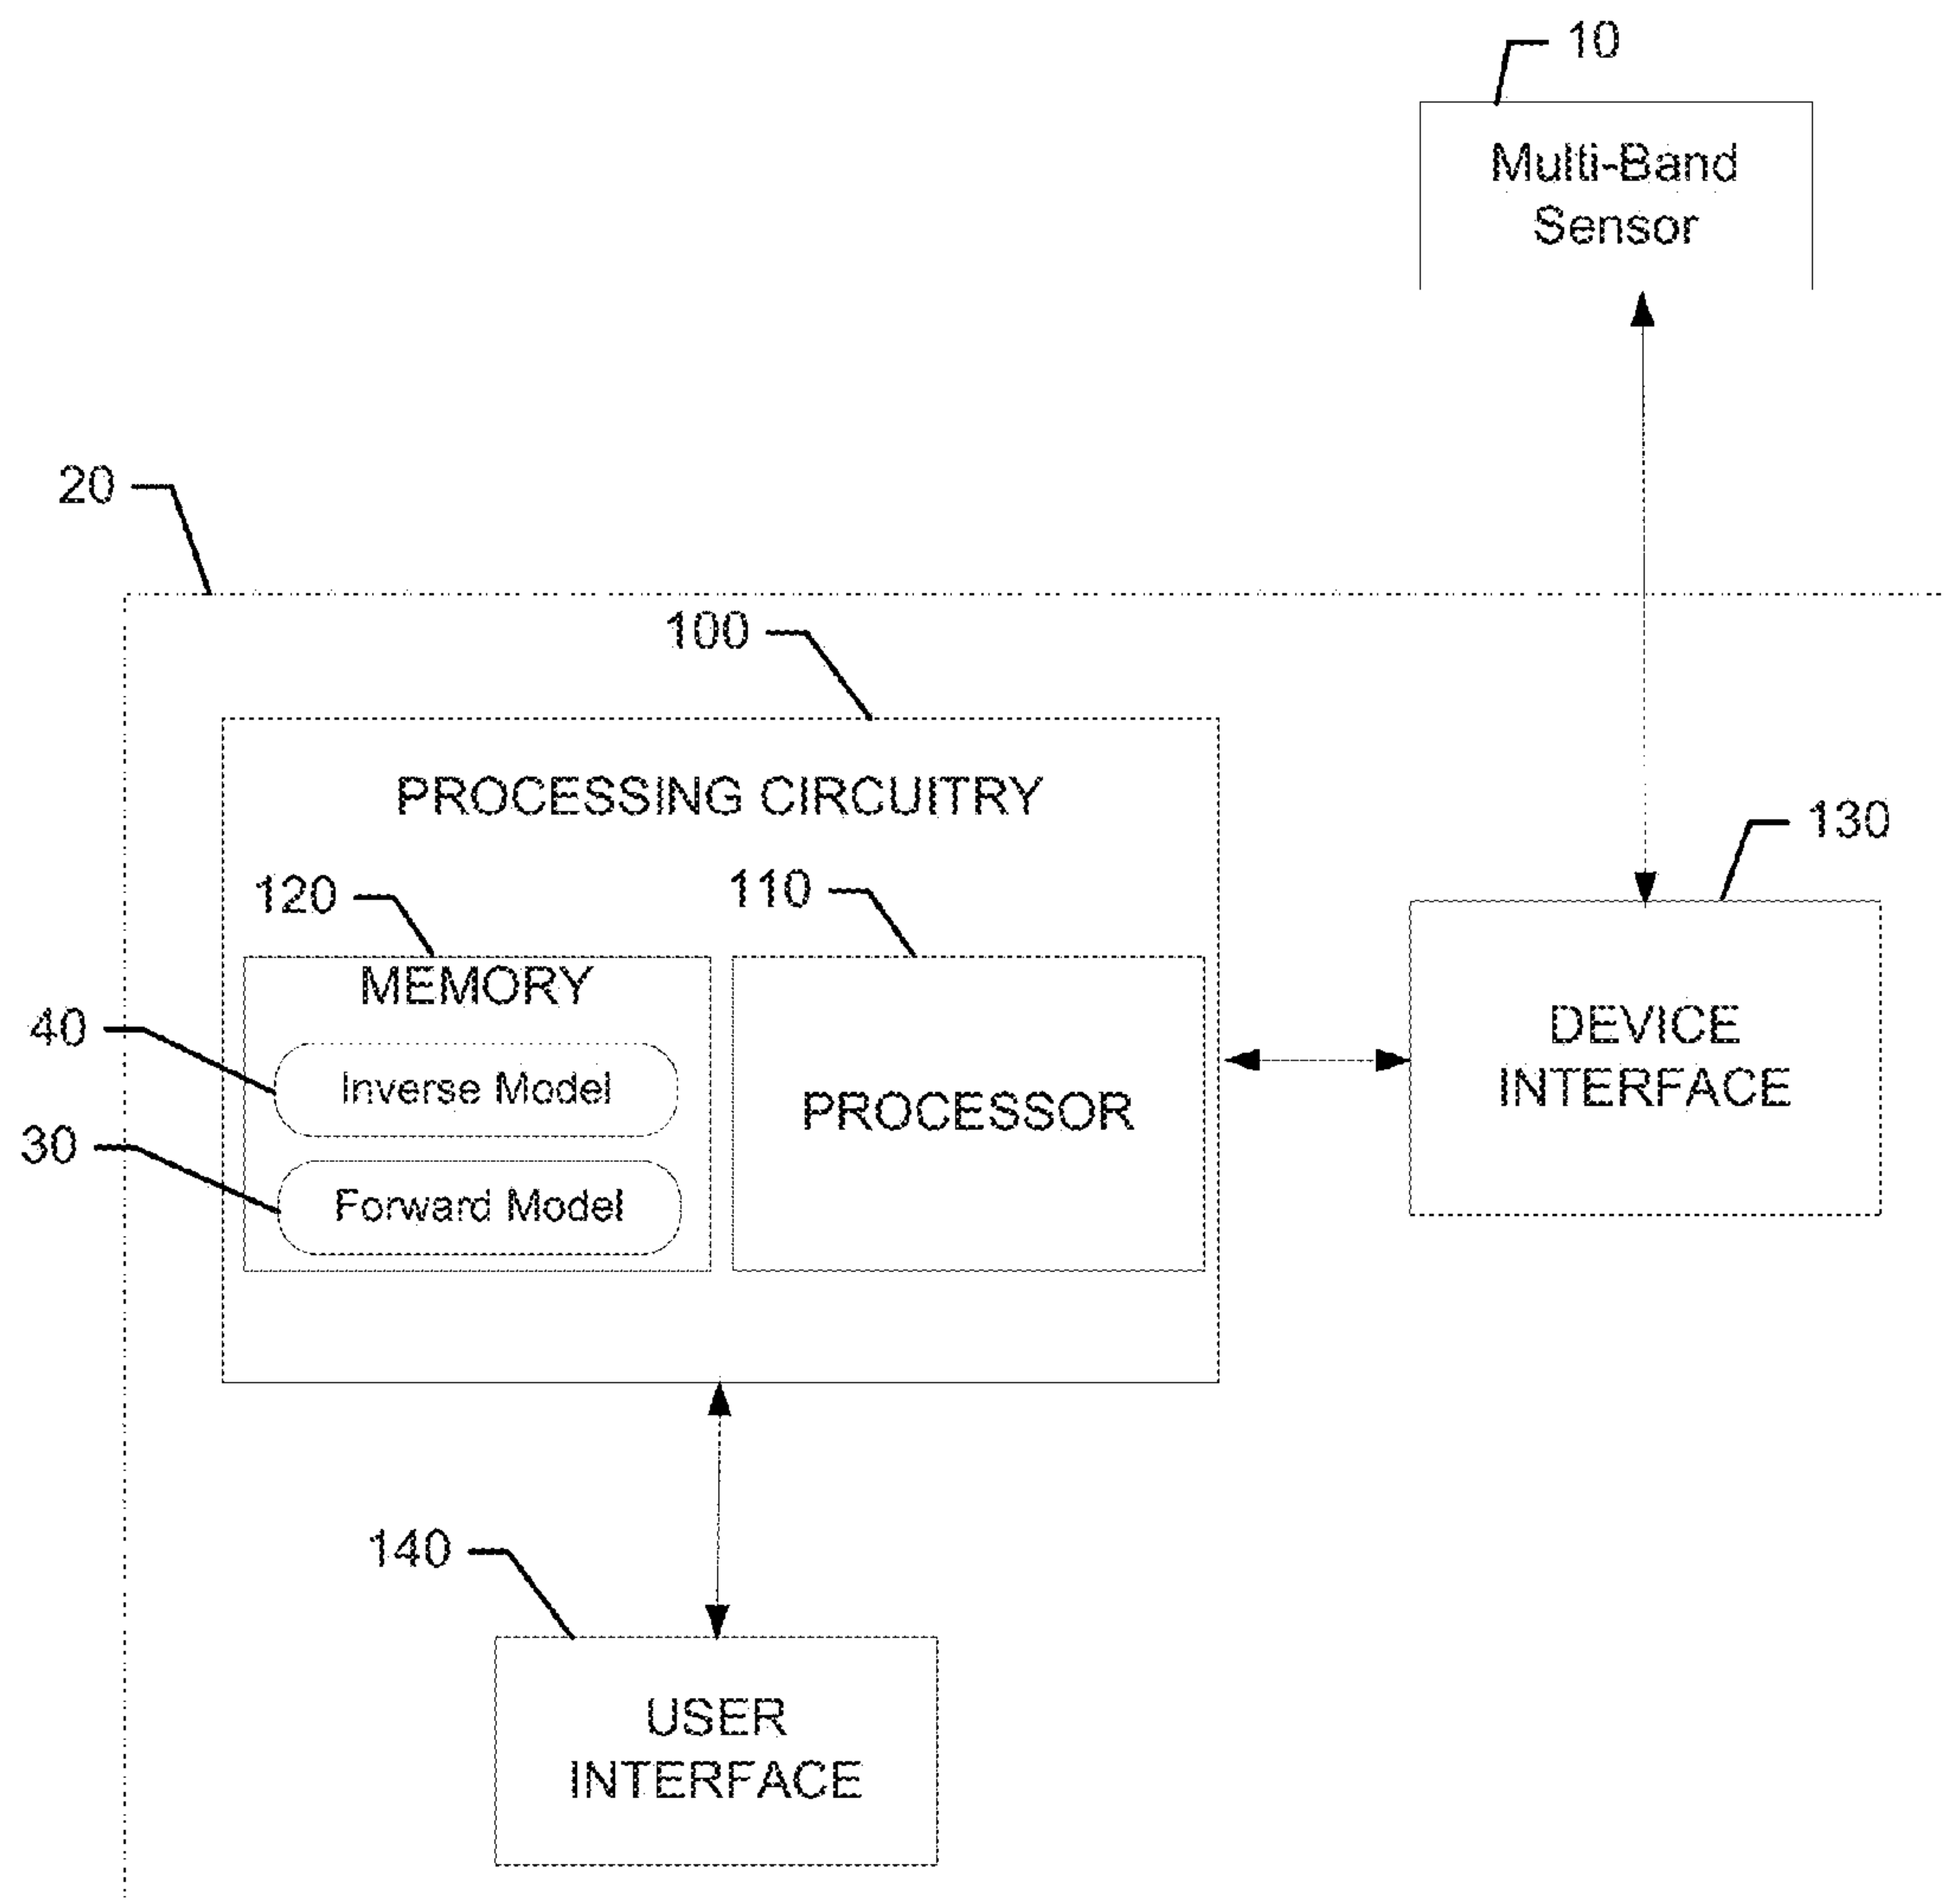 10
Multi-Band
Sensor
20
100
PROCESSING CIRCUITRY
130
120
110
MEMORY
40
Inverse Model
PROCESSOR
DEVICE
INTERFACE
30
Forward Model
140
USER
INTERFACE